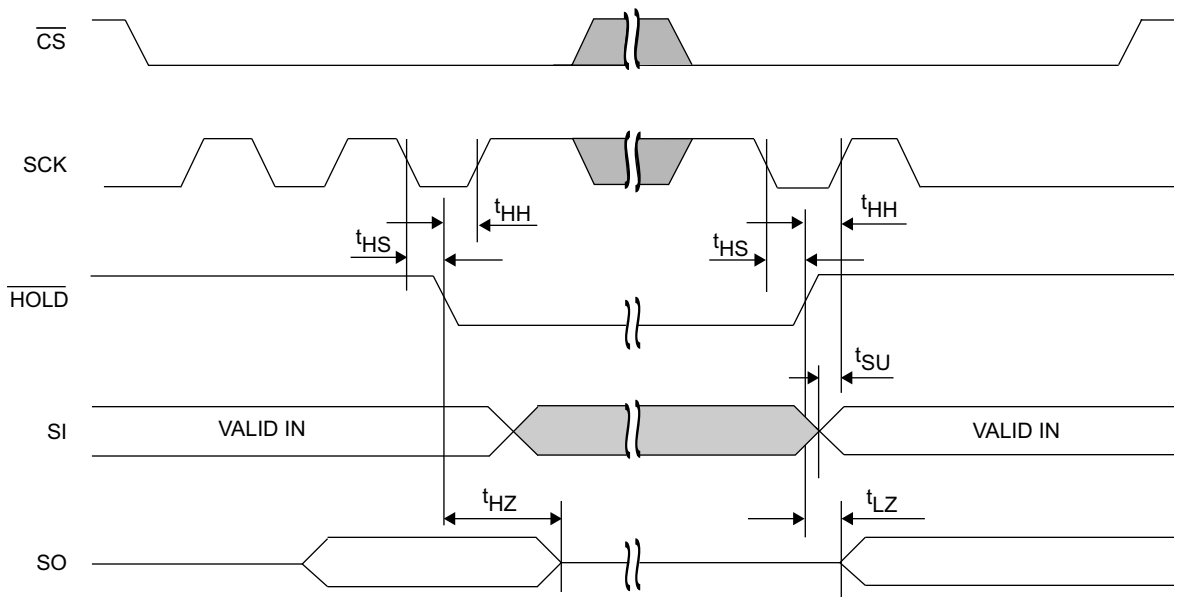 CS
SCK
tHH
tHH
tHS
tHS
HOLD
tSU
SI
VALID IN
VALID IN
tHZ
tLZ
SO